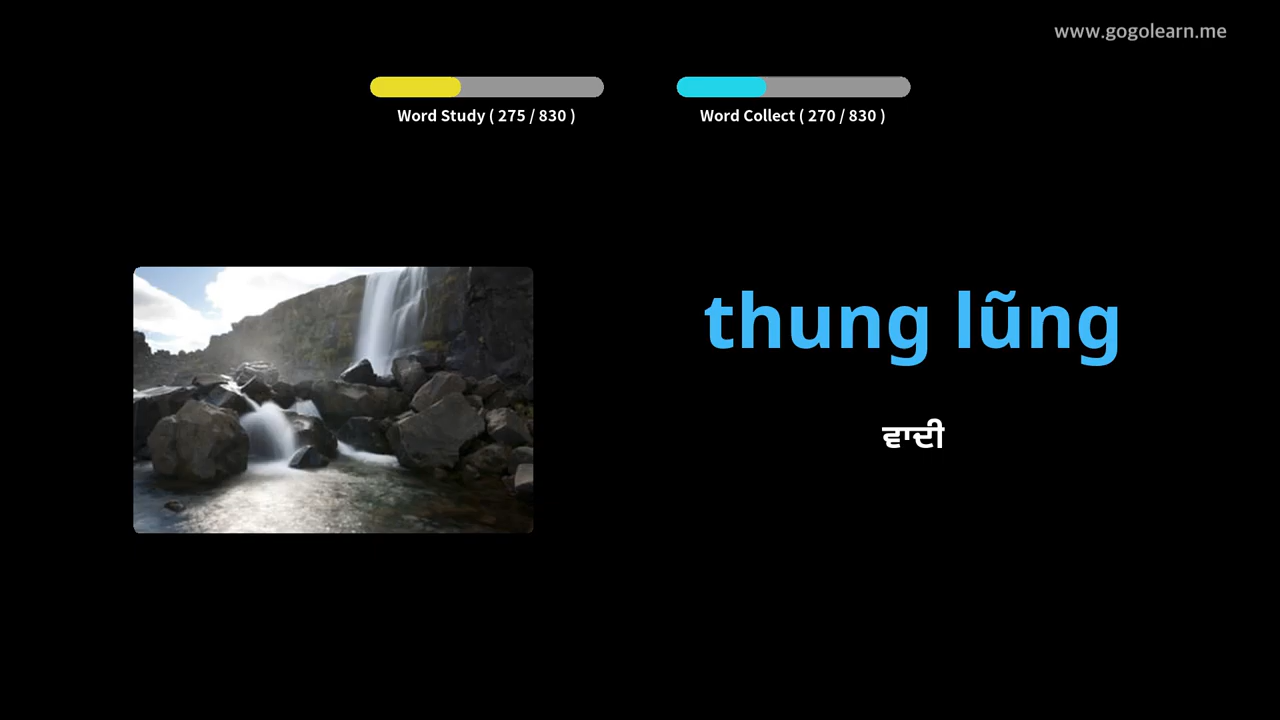 www.gogolearn.me
Word Study ( 275 / 830 )
Word Collect ( 270 / 830 )
thung lũng
ਵਾਦੀ